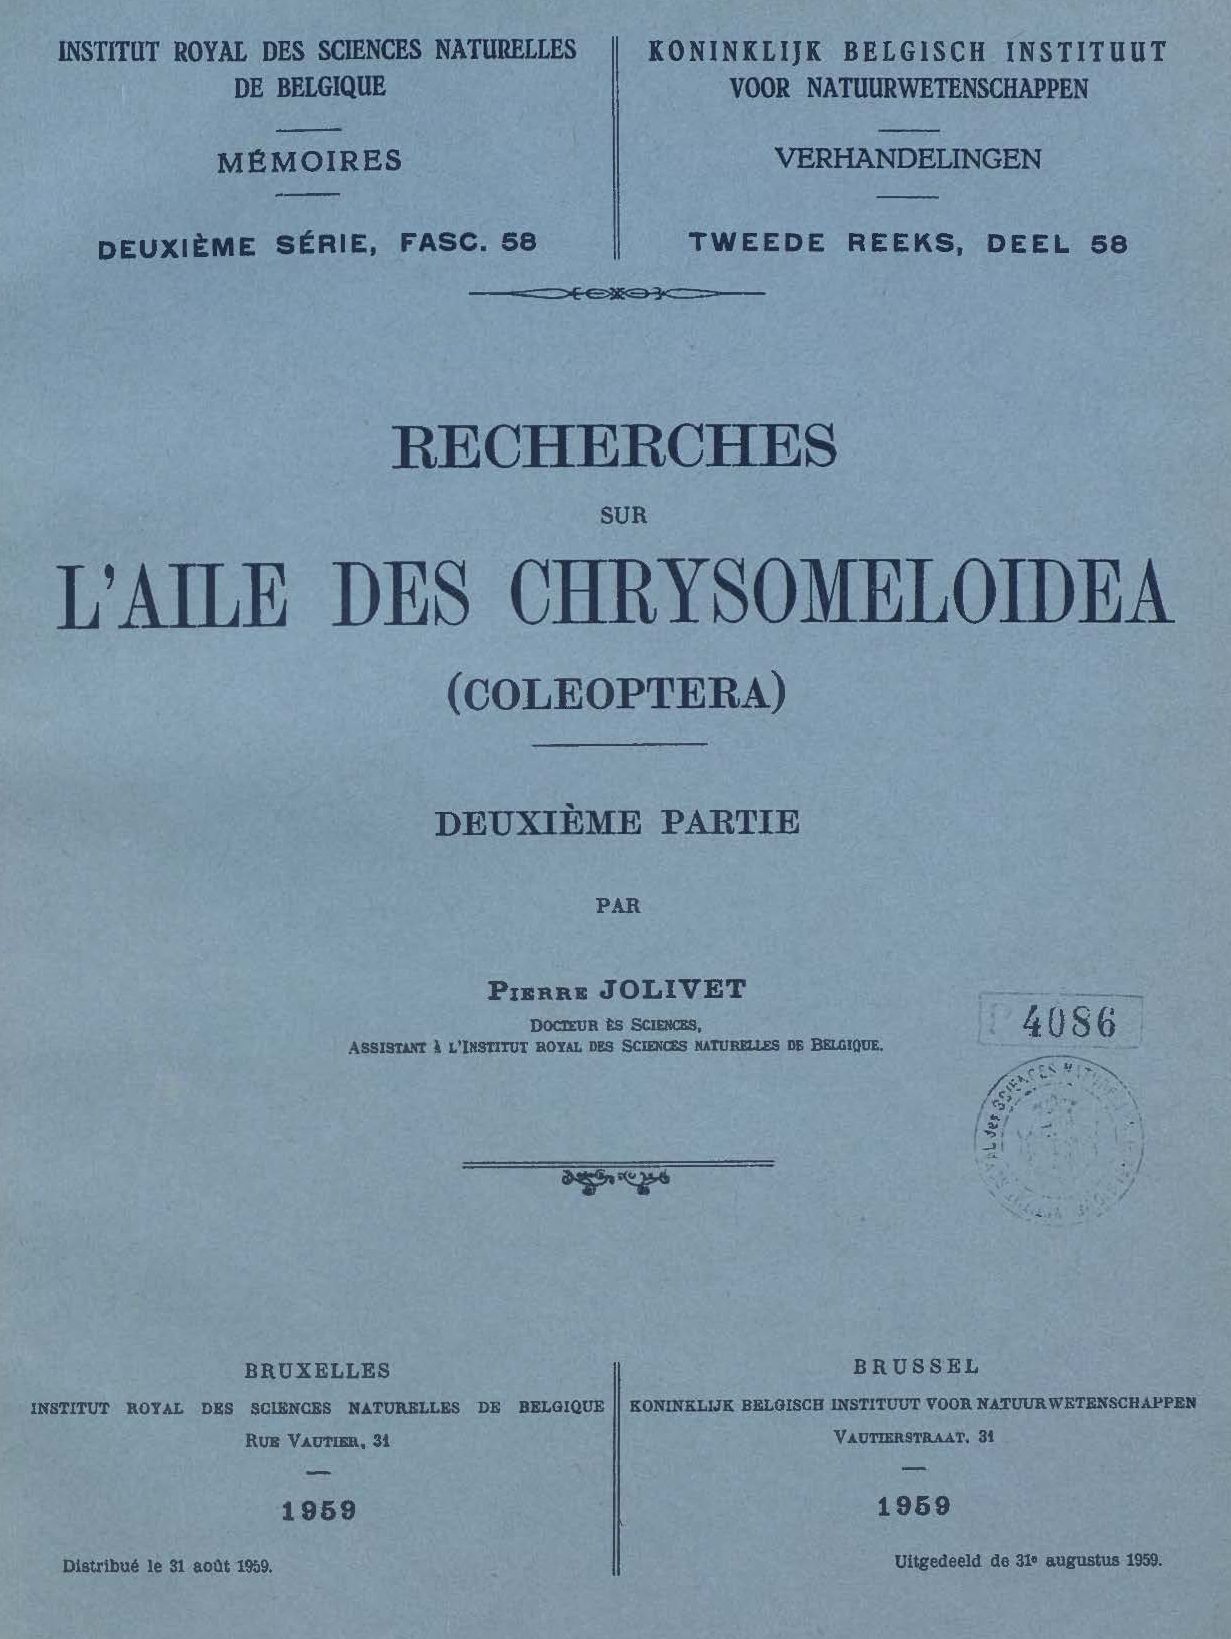 INSTITUT ROYAL DES SCIENCES NATURELLES
DE BELGIQUE
MÉMOIRES
DEUXIÈME SÉRIE, FASC. 58
KONINKLIJK BELGISCH INSTITUUT
VOOR NATUURWETENSCHAPPEN
VERHANDELINGEN
TWEEDE REEKS, DEEL 58
RECHERCHES
SUR
L'AILE DES CHRYSOMELOIDEA
(COLEOPTERA)
DEUXIÈME PARTIE
PAR
PIERRE JOLIVET
DOCTEUR ÈS SCIENCES,
ASSISTANT À L'INSTITUT ROYAL DES SCIENCES NATURELLES DE BELGIQUE.
4086
des SCIENCES
BRUXELLES
INSTITUT ROYAL DES SCIENCES NATURELLES DE BELGIQUE
RUE VAUTIER, 31
1959
Distribué le 31 août 1959.
BRUSSEL
KONINKLIJK BELGISCH INSTITUUT VOOR NATUURWETENSCHAPPEN
VAUTIERSTRAAT, 31
1959
Uitgedeeld de 31e augustus 1959.